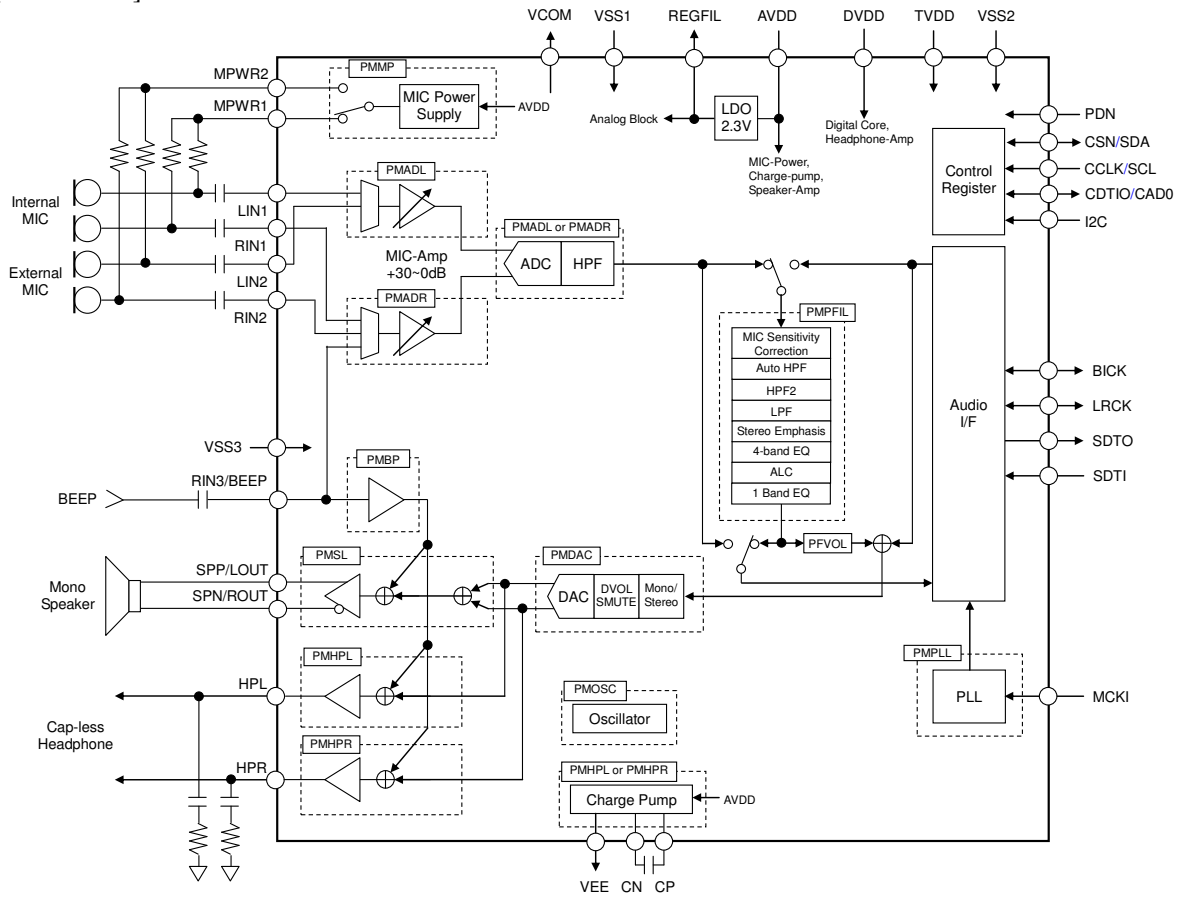 VCOM
VSS1
REGFIL
AVDD
DVDD
TVDD
VSS2
MPWR2
MPWR1
PMMP
MIC Power
Supply
AVDD
Analog Block
LDO
2.3V
MIC-Power,
Charge-pump,
Speaker-Amp
Digital Core,
Headphone-Amp
Control
Register
PDN
CSN/SDA
CCLK/SCL
CDTIO/CAD0
I2C
Internal
MIC
External
MIC
LIN1
RIN1
LIN2
RIN2
PMADL
MIC-Amp
+30~0dB
PMADR
PMADL or PMADR
ADC
HPF
PMPFIL
MIC Sensitivity
Correction
Auto HPF
HPF2
LPF
Stereo Emphasis
4-band EQ
ALC
1 Band EQ
Audio
I/F
BICK
LRCK
SDTO
SDTI
VSS3
BEEP
RIN3/BEEP
PMBP
PFVOL
Mono
Speaker
SPP/LOUT
SPN/ROUT
PMSL
PMDAC
DAC
DVOL
SMUTE
Mono/
Stereo
PMHPL
HPL
Cap-less
Headphone
HPR
PMHPR
PMOSC
Oscillator
PMPLL
PLL
MCKI
PMHPL or PMHPR
Charge Pump
AVDD
VEE
CN
CP